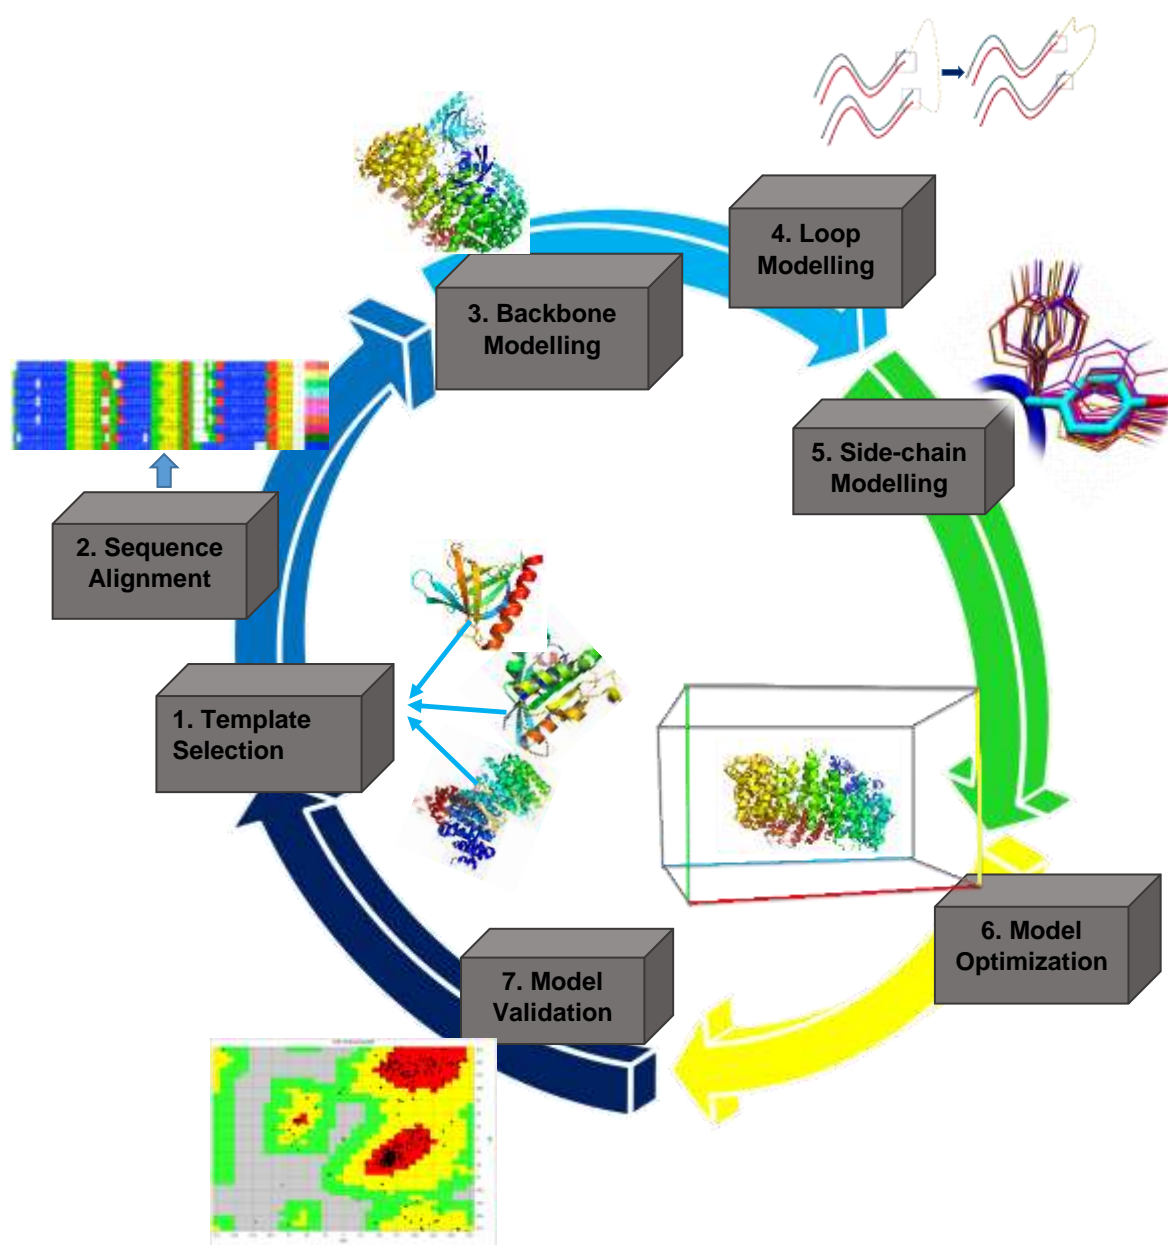 1. Template
Selection
2. Sequence
Alignment
3. Backbone
Modelling
4. Loop
Modelling
5. Side-chain
Modelling
6. Model
Optimization
7. Model
Validation